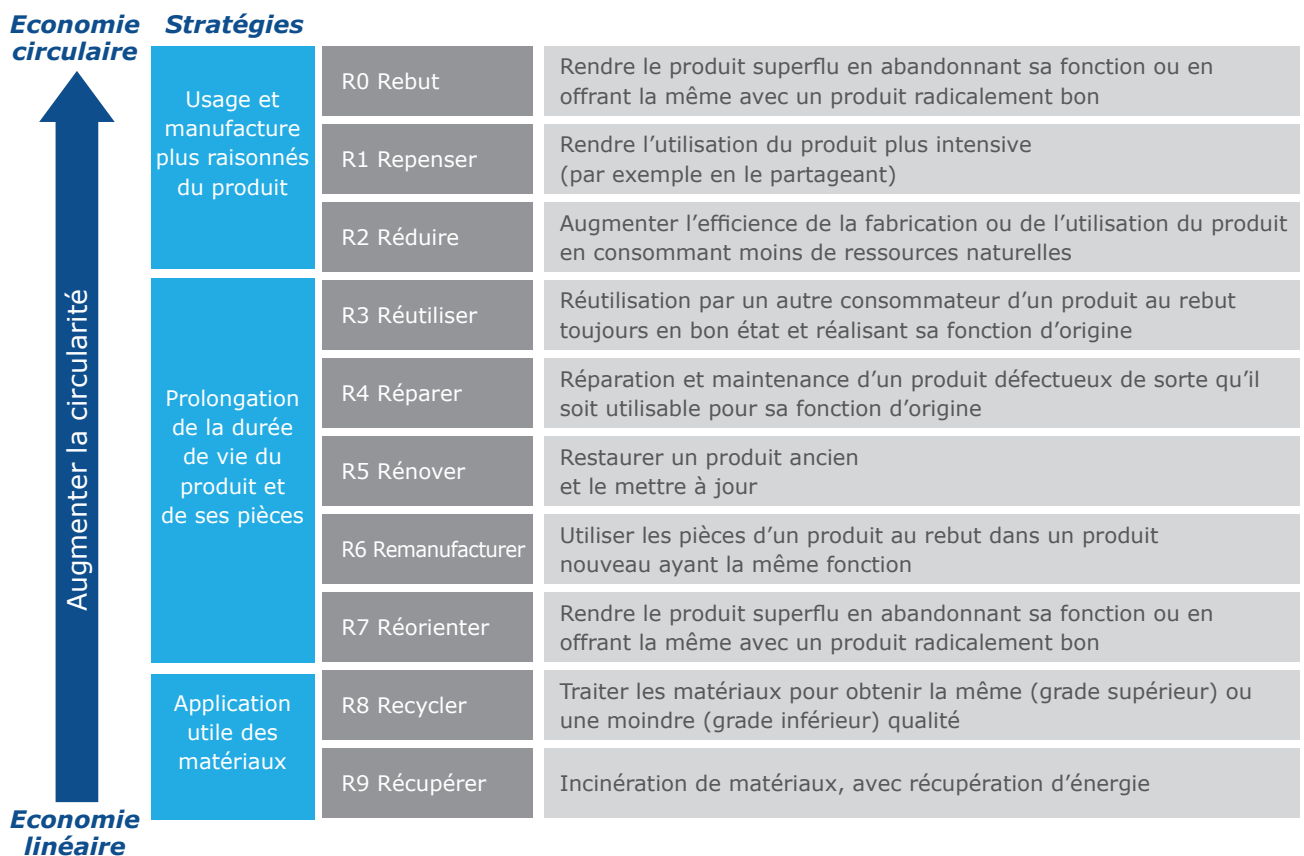 Economie
circulaire
Stratégies
Augmenter la circularité
Economie
linéaire
Usage et
manufacture
plus raisonnés
du produit
R0 Rebut
Rendre le produit superflu en abandonnant sa fonction ou en
offrant la même avec un produit radicalement bon
R1 Repenser
Rendre l’utilisation du produit plus intensive
(par exemple en le partageant)
R2 Réduire
Augmenter l’efficience de la fabrication ou de l’utilisation du produit
en consommant moins de ressources naturelles
Prolongation
de la durée
de vie du
produit et
de ses pièces
R3 Réutiliser
Réutilisation par un autre consommateur d’un produit au rebut
toujours en bon état et réalisant sa fonction d’origine
R4 Réparer
Réparation et maintenance d’un produit défectueux de sorte qu’il
soit utilisable pour sa fonction d’origine
R5 Rénover
Restaurer un produit ancien
et le mettre à jour
R6 Remanufacturer
Utiliser les pièces d’un produit au rebut dans un produit
nouveau ayant la même fonction
R7 Réorienter
Rendre le produit superflu en abandonnant sa fonction ou en
offrant la même avec un produit radicalement bon
Application
utile des
matériaux
R8 Recycler
Traiter les matériaux pour obtenir la même (grade supérieur) ou
une moindre (grade inférieur) qualité
R9 Récupérer
Incinération de matériaux, avec récupération d’énergie